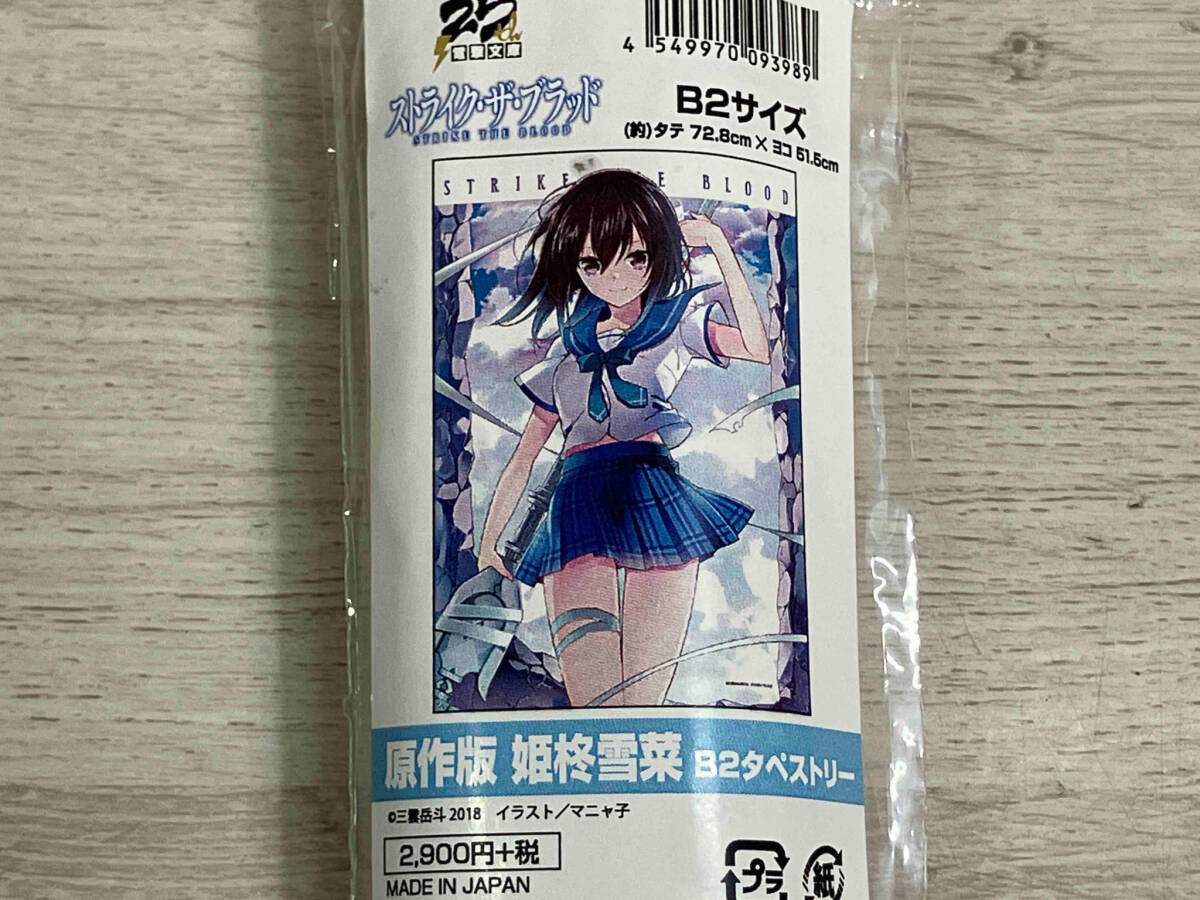 25th
電撃文庫
4 549970 093989
ストライク・ザ・ブラッド
STRIKE THE BLOOD
B2サイズ
(約)タテ 72.8cm × ヨコ 51.5cm
STRIKE E BLOOD
原作版 姫柊雪菜 B2タペストリー
©三雲岳斗 2018 イラスト/マニャ子
2,900円+税
MADE IN JAPAN
プラ
紙